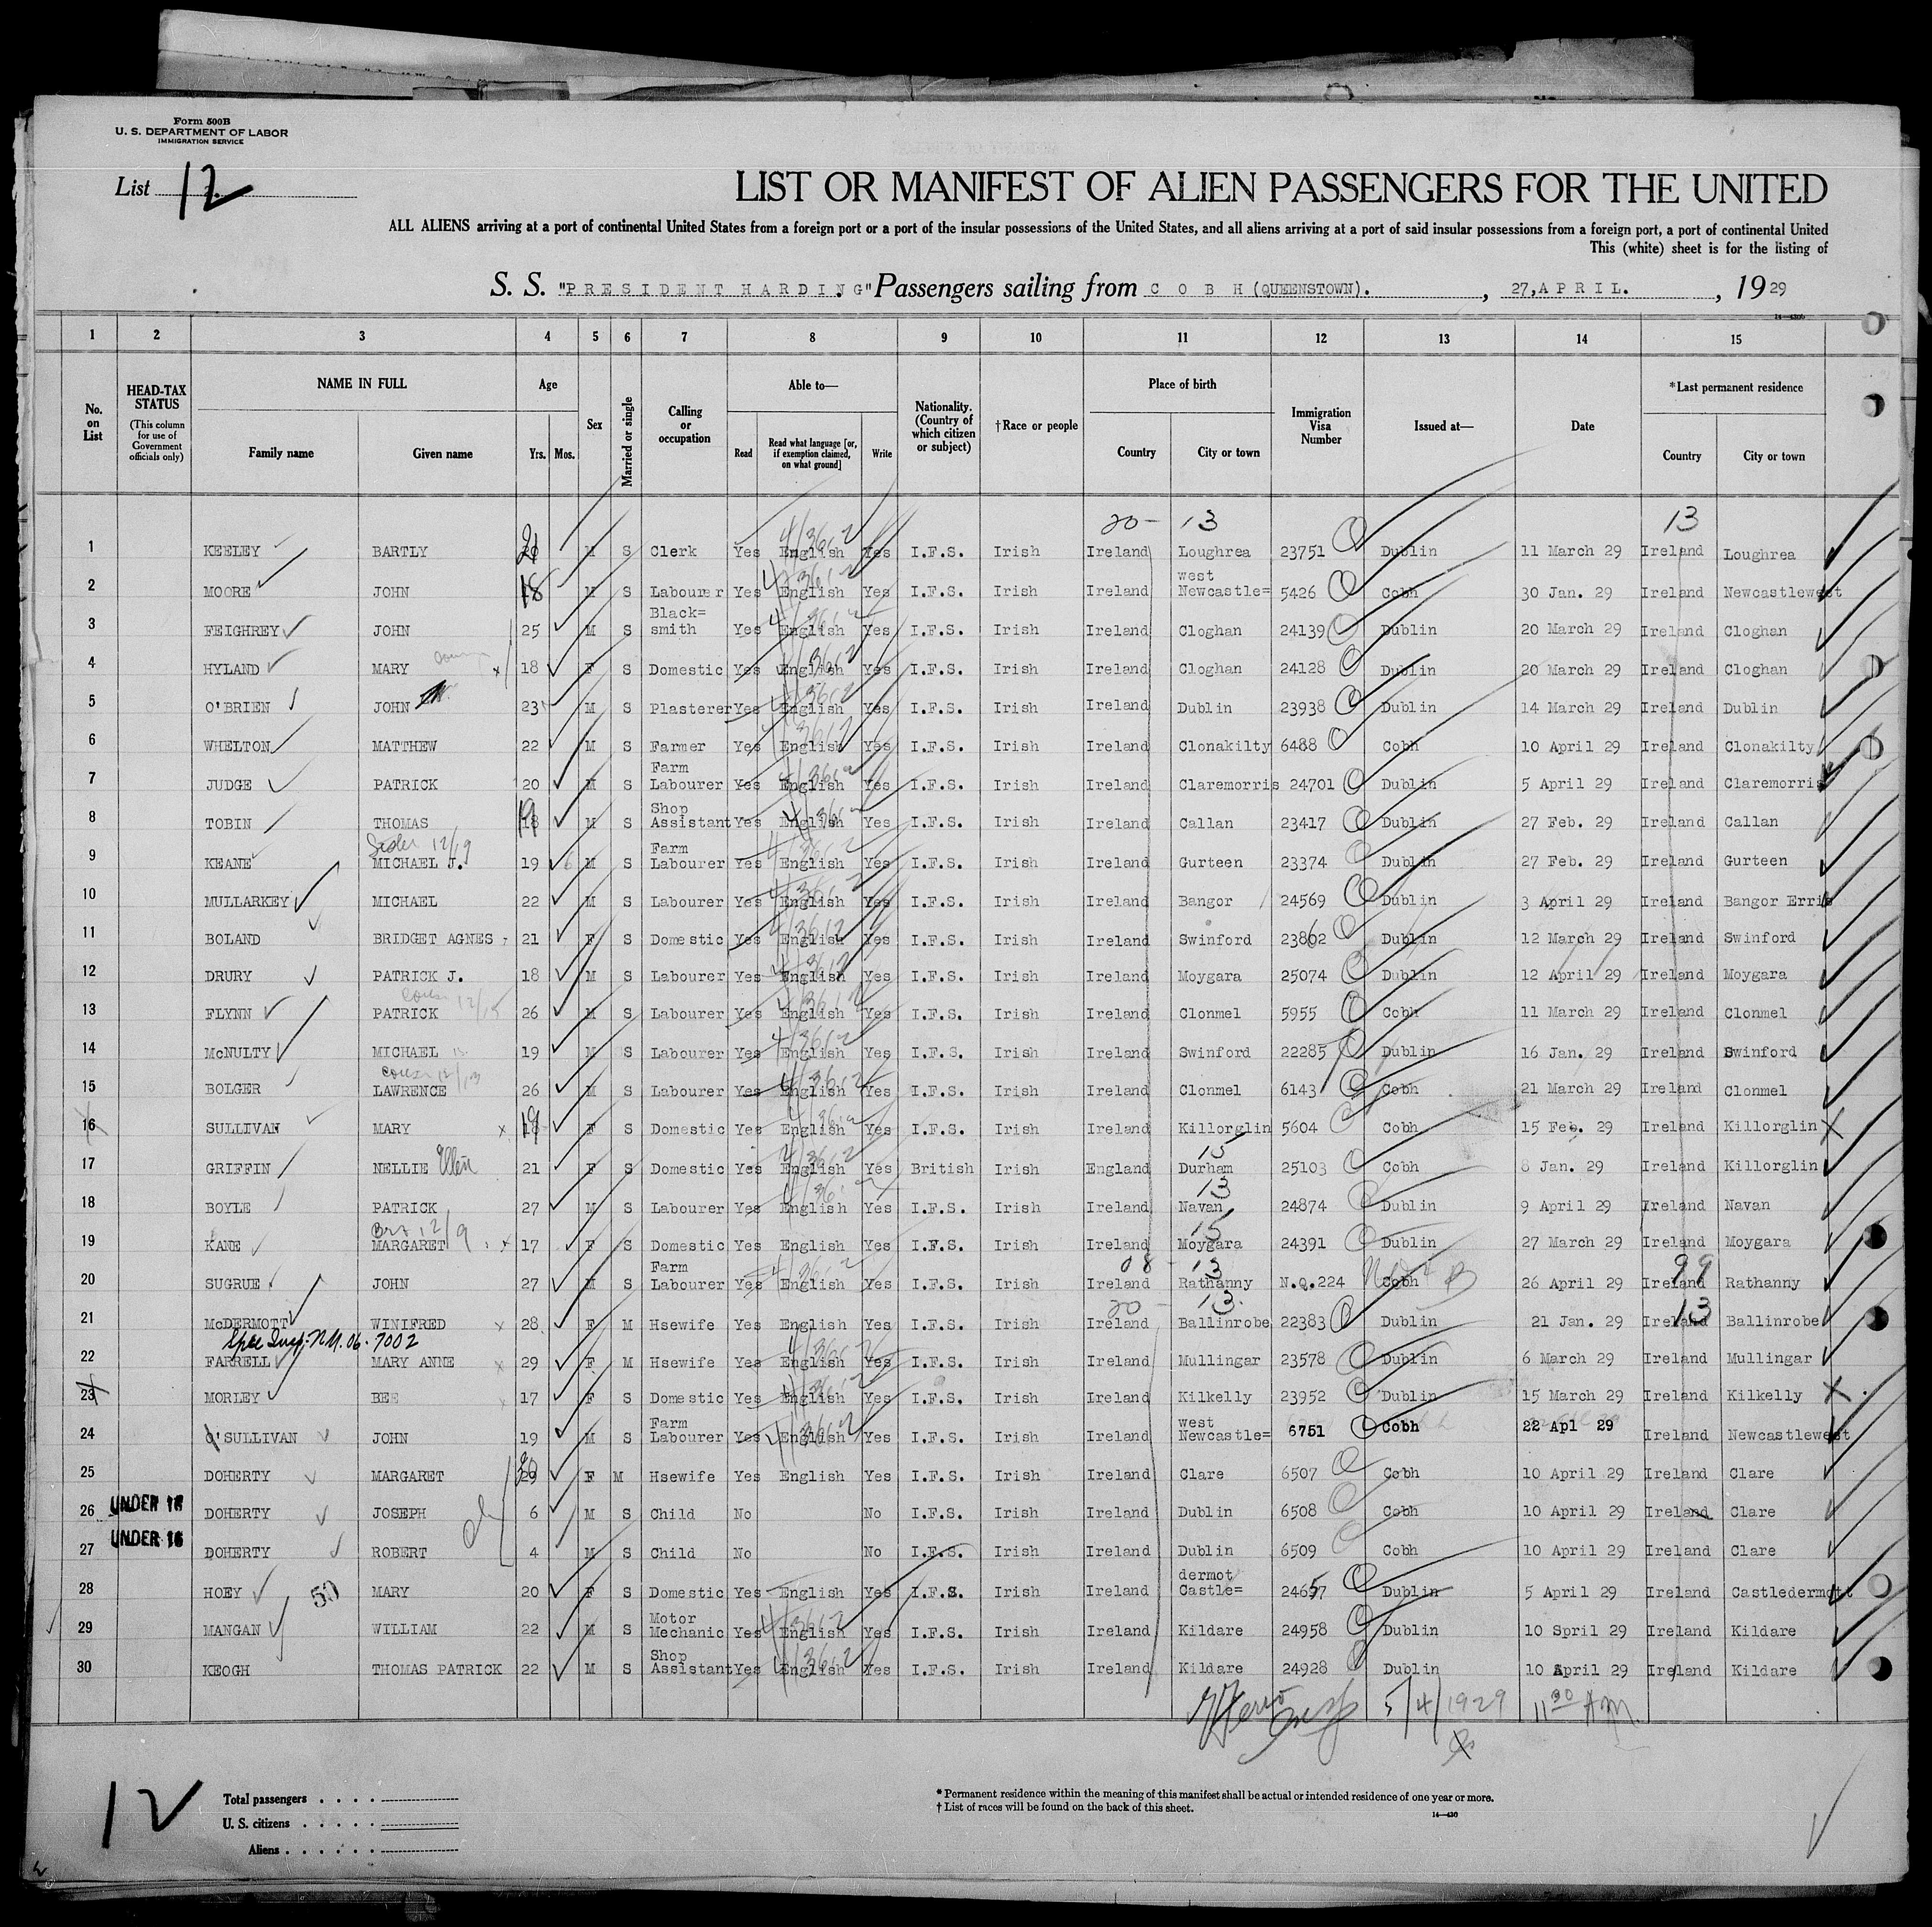 Form 500B
U. S. DEPARTMENT OF LABOR
IMMIGRATION SERVICE
List 12
LIST OR MANIFEST OF ALIEN PASSENGERS FOR THE UNITED
ALL ALIENS arriving at a port of continental United States from a foreign port or a port of the insular possessions of the United States, and all aliens arriving at a port of said insular possessions from a foreign port, a port of continental United
This (white) sheet is for the listing of
S. S. "PRESIDENT HARDING" Passengers sailing from COBH (QUEENSTOWN)., 27, APRIL., 1929
1 2 3 4 5 6 7 8 9 10 11 12 13 14 15
No. on List HEAD-TAX STATUS (This column for use of Government officials only) NAME IN FULL Family name Given name Age Yrs. Mos. Sex Married or single Calling or occupation Able to— Read Read what language [or, if exemption claimed, on what ground] Write Nationality. (Country of which citizen or subject) †Race or people Place of birth Country City or town Immigration Visa Number Issued at— Date *Last permanent residence Country City or town
20- 13 13
1 KEELEY BARTLY M S Clerk Yes English Yes I.F.S. Irish Ireland Loughrea 23751 Dublin 11 March 29 Ireland Loughrea
2 MOORE JOHN 18 M S Labourer Yes English Yes I.F.S. Irish Ireland Newcastle= west 5426 Cobh 30 Jan. 29 Ireland Newcastlewest
3 FEIGHREY JOHN 25 M S Black= smith Yes English Yes I.F.S. Irish Ireland Cloghan 24139 Dublin 20 March 29 Ireland Cloghan
4 HYLAND MARY 18 F S Domestic Yes English Yes I.F.S. Irish Ireland Cloghan 24128 Dublin 20 March 29 Ireland Cloghan
5 O'BRIEN JOHN 23 M S Plasterer Yes English Yes I.F.S. Irish Ireland Dublin 23938 Dublin 14 March 29 Ireland Dublin
6 WHELTON MATTHEW 22 M S Farmer Yes English Yes I.F.S. Irish Ireland Clonakilty 6488 Cobh 10 April 29 Ireland Clonakilty
7 JUDGE PATRICK 20 M S Farm Labourer Yes English Yes I.F.S. Irish Ireland Claremorris 24701 Dublin 5 April 29 Ireland Claremorris
8 TOBIN THOMAS 19 M S Shop Assistant Yes English Yes I.F.S. Irish Ireland Callan 23417 Dublin 27 Feb. 29 Ireland Callan
12/19
9 KEANE MICHAEL J. 19 6 M S Farm Labourer Yes English Yes I.F.S. Irish Ireland Gurteen 23374 Dublin 27 Feb. 29 Ireland Gurteen
10 MULLARKEY MICHAEL 22 M S Labourer Yes English Yes I.F.S. Irish Ireland Bangor 24569 Dublin 3 April 29 Ireland Bangor Erris
11 BOLAND BRIDGET AGNES 21 F S Domestic Yes English Yes I.F.S. Irish Ireland Swinford 23802 Dublin 12 March 29 Ireland Swinford
12 DRURY PATRICK J. 18 M S Labourer Yes English Yes I.F.S. Irish Ireland Moygara 25074 Dublin 12 April 29 Ireland Moygara
13 FLYNN PATRICK 26 M S Labourer Yes English Yes I.F.S. Irish Ireland Clonmel 5955 Cobh 11 March 29 Ireland Clonmel
14 McNULTY MICHAEL 19 M S Labourer Yes English Yes I.F.S. Irish Ireland Swinford 22285 Dublin 16 Jan. 29 Ireland Swinford
15 BOLGER LAWRENCE 26 M S Labourer Yes English Yes I.F.S. Irish Ireland Clonmel 6143 Cobh 21 March 29 Ireland Clonmel
16 SULLIVAN MARY 19 F S Domestic Yes English Yes I.F.S. Irish Ireland Killorglin 5604 Cobh 15 Feb. 29 Ireland Killorglin
17 GRIFFIN NELLIE Ellen 21 F S Domestic Yes English Yes British Irish England Durham 25103 Cobh 8 Jan. 29 Ireland Killorglin
18 BOYLE PATRICK 27 M S Labourer Yes English Yes I.F.S. Irish Ireland Navan 24874 Dublin 9 April 29 Ireland Navan
19 KANE MARGARET 17 F S Domestic Yes English Yes I.F.S. Irish Ireland Moygara 24391 Dublin 27 March 29 Ireland Moygara
20 SUGRUE JOHN 27 M S Farm Labourer Yes English Yes I.F.S. Irish Ireland Rathanny N.Q.224 Cobh 26 April 29 Ireland Rathanny
21 McDERMOTT WINIFRED 28 F M Hsewife Yes English Yes I.F.S. Irish Ireland Ballinrobe 22383 Dublin 21 Jan. 29 Ireland Ballinrobe
7002
22 FARRELL MARY ANNE 29 F M Hsewife Yes English Yes I.F.S. Irish Ireland Mullingar 23578 Dublin 6 March 29 Ireland Mullingar
23 MORLEY BEE 17 F S Domestic Yes English Yes I.F.S. Irish Ireland Kilkelly 23952 Dublin 15 March 29 Ireland Kilkelly
24 O'SULLIVAN JOHN 19 M S Farm Labourer Yes English Yes I.F.S. Irish Ireland Newcastle= west 6751 Cobh 22 Apl 29 Ireland Newcastlewest
25 DOHERTY MARGARET 29 F M Hsewife Yes English Yes I.F.S. Irish Ireland Clare 6507 Cobh 10 April 29 Ireland Clare
26 UNDER 16 DOHERTY JOSEPH 6 M S Child No No I.F.S. Irish Ireland Dublin 6508 Cobh 10 April 29 Ireland Clare
27 UNDER 16 DOHERTY ROBERT 4 M S Child No No I.F.S. Irish Ireland Dublin 6509 Cobh 10 April 29 Ireland Clare
28 HOEY 50 MARY 20 F S Domestic Yes English Yes I.F.S. Irish Ireland Castle= dermot 24657 Dublin 5 April 29 Ireland Castledermott
29 MANGAN WILLIAM 22 M S Motor Mechanic Yes English Yes I.F.S. Irish Ireland Kildare 24958 Dublin 10 Spril 29 Ireland Kildare
30 KEOGH THOMAS PATRICK 22 M S Shop Assistant Yes English Yes I.F.S. Irish Ireland Kildare 24928 Dublin 10 April 29 Ireland Kildare
5/4/1929 11 30 AM
12
Total passengers
U. S. citizens
Aliens
* Permanent residence within the meaning of this manifest shall be actual or intended residence of one year or more.
† List of races will be found on the back of this sheet.